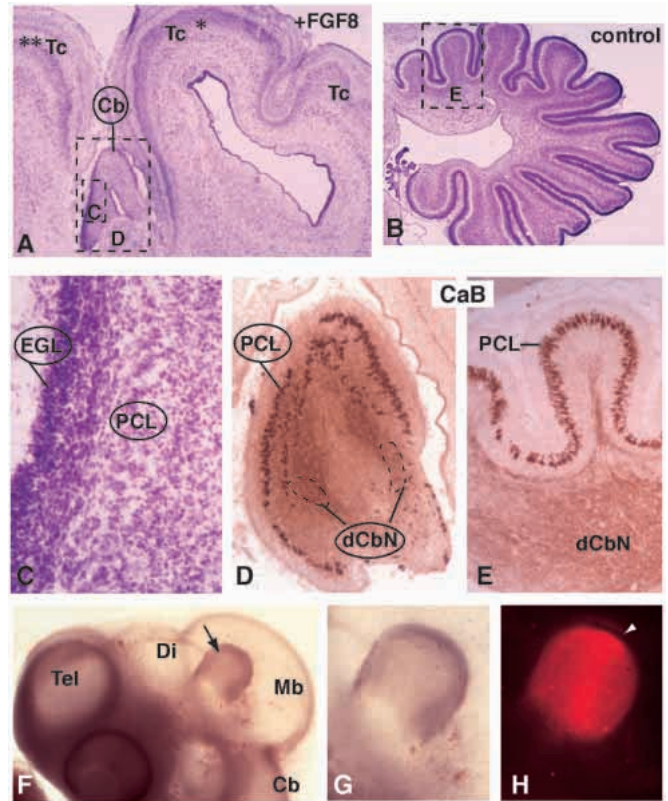 ** Tc
Tc *
+FGF8
Tc
Cb
C
D
A
control
E
B
EGL
PCL
C
CaB
PCL
dCbN
D
PCL
dCbN
E
Tel
Di
Mb
Cb
F
G
H